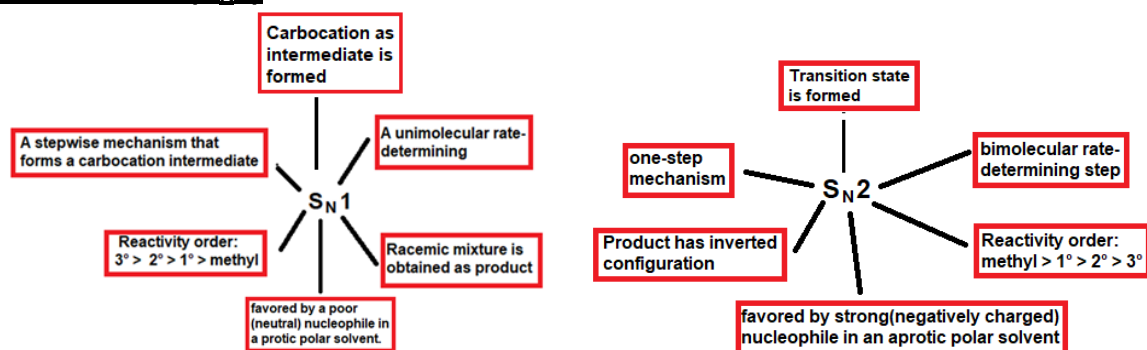 Carbocation as
intermediate is
formed
A stepwise mechanism that
forms a carbocation intermediate
A unimolecular rate-
determining
SN1
Reactivity order:
3° > 2° > 1° > methyl
Racemic mixture is
obtained as product
favored by a poor
(neutral) nucleophile in
a protic polar solvent.
Transition state
is formed
one-step
mechanism
bimolecular rate-
determining step
SN2
Product has inverted
configuration
Reactivity order:
methyl > 1° > 2° > 3°
favored by strong(negatively charged)
nucleophile in an aprotic polar solvent